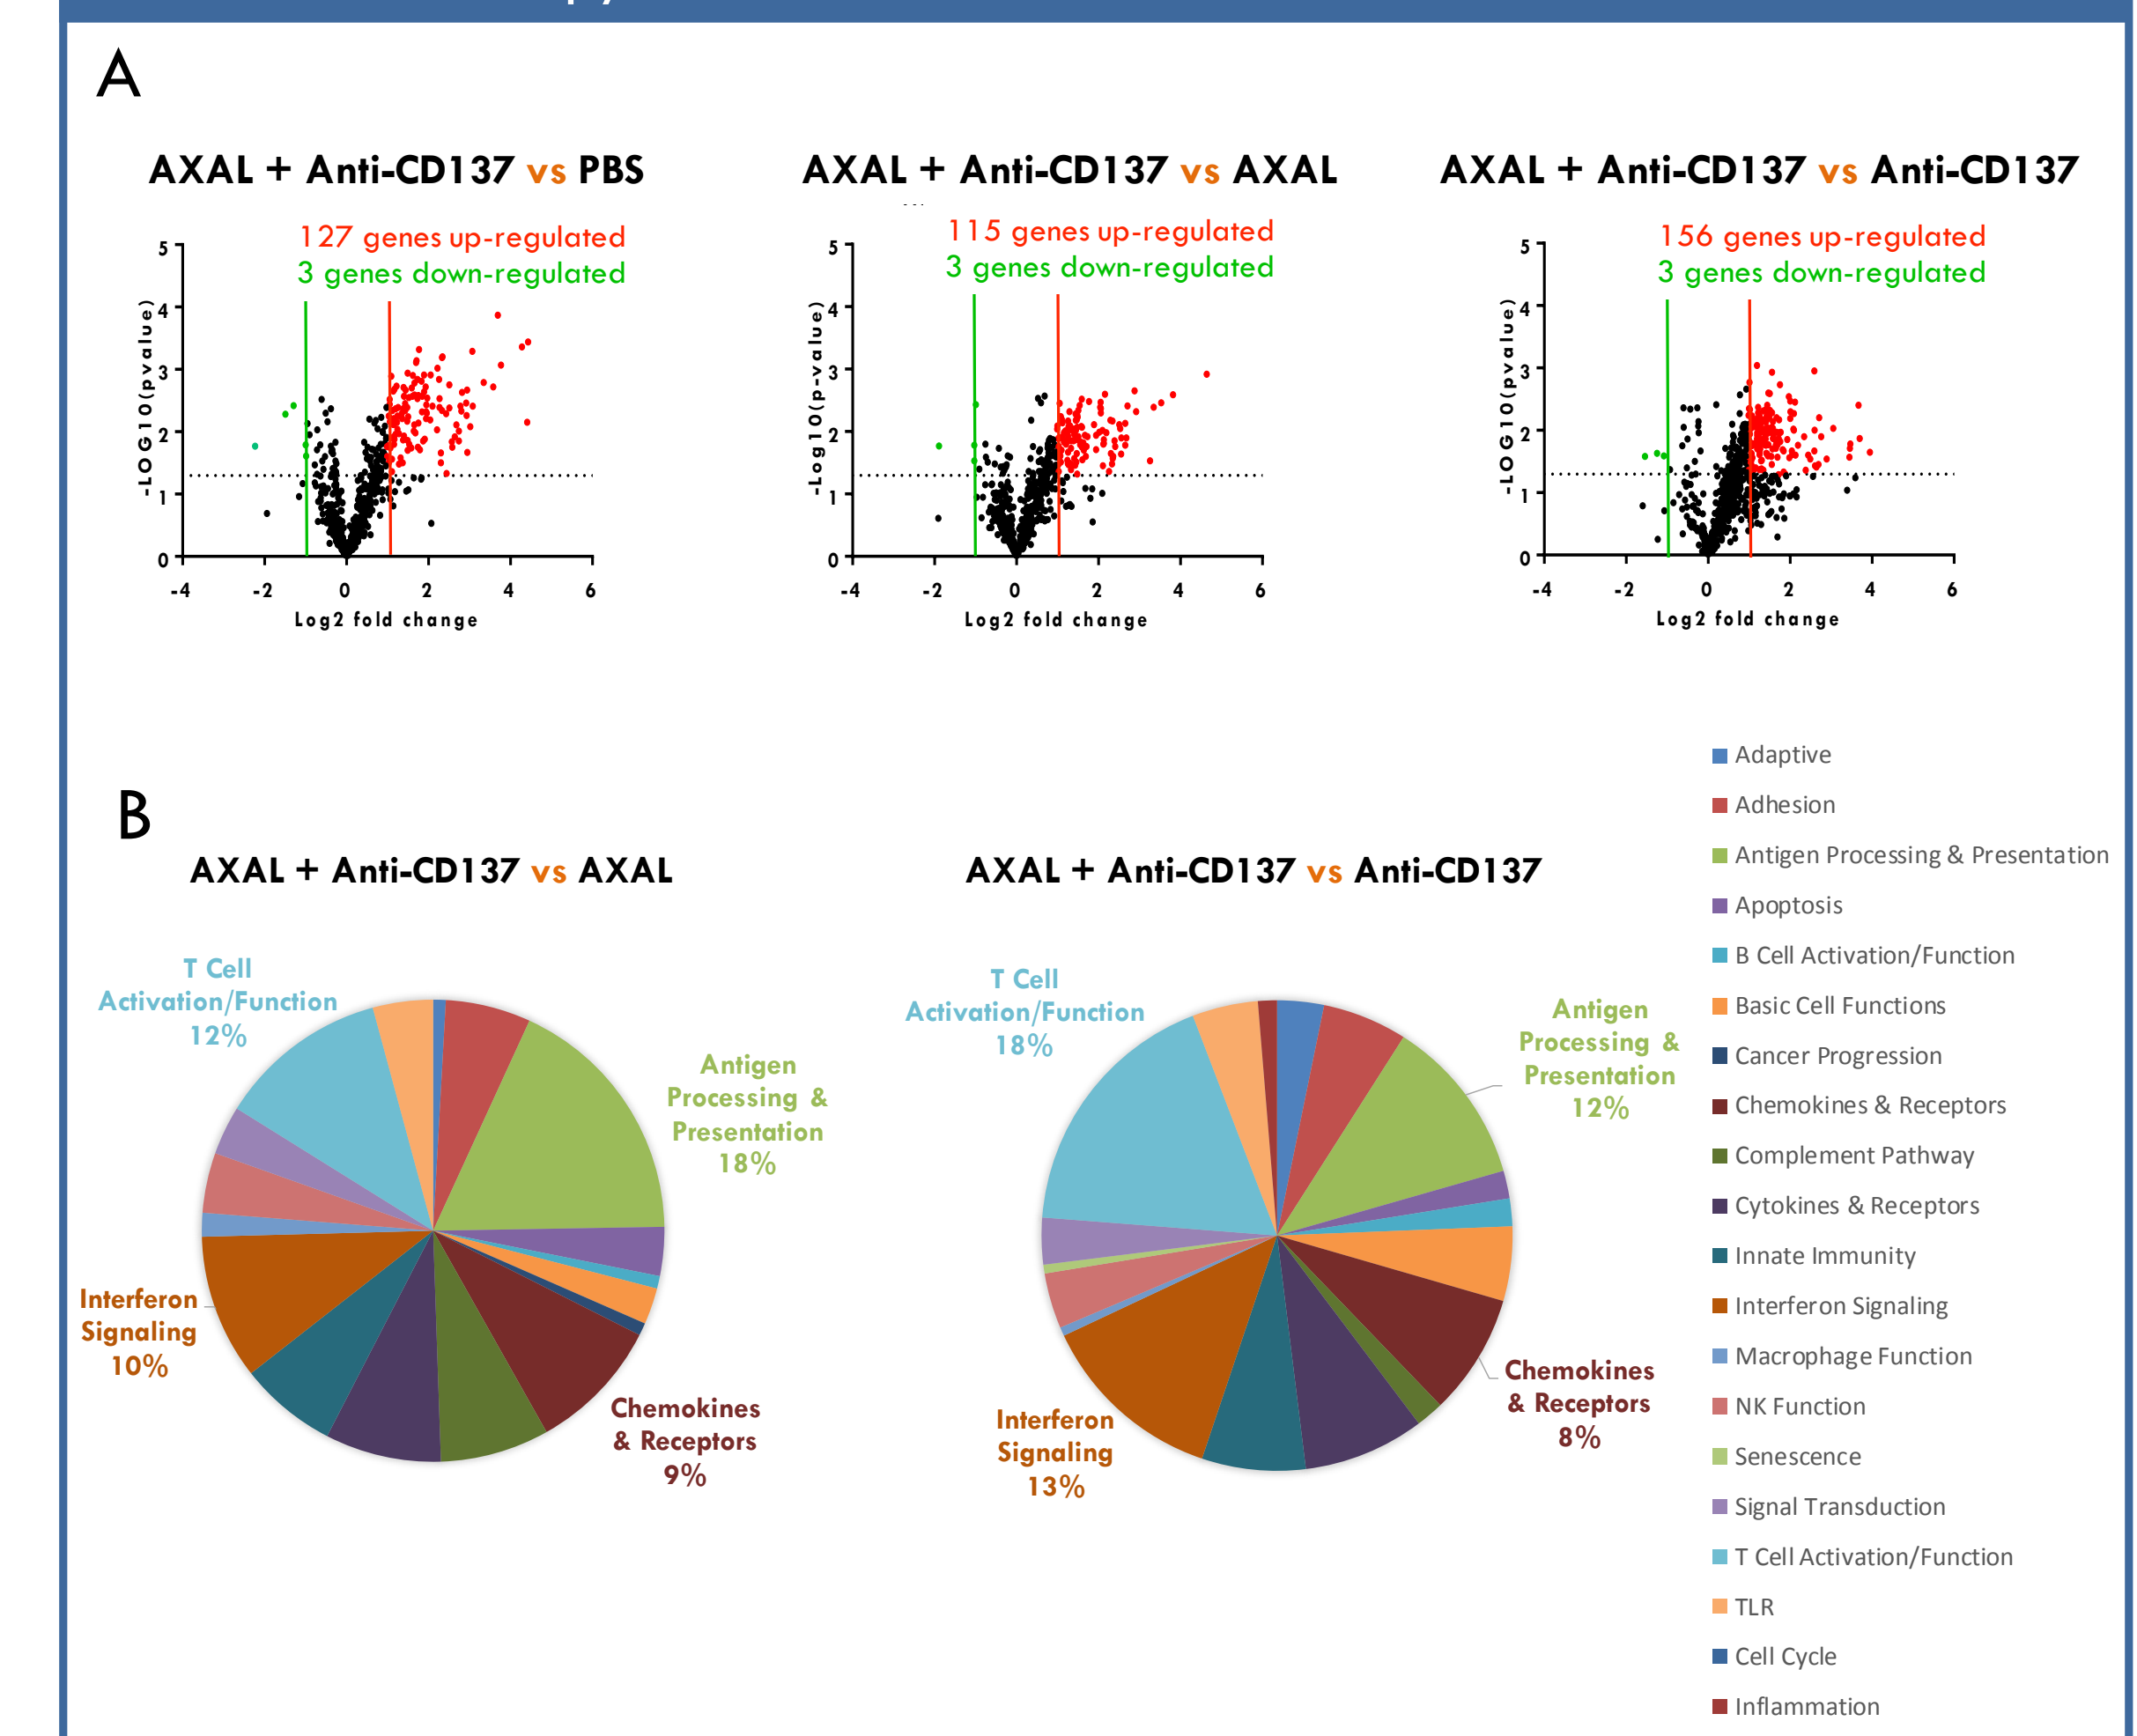 A
AXAL + Anti-CD137 vs PBS
127 genes up-regulated
3 genes down-regulated
5
4
3
2
1
0
-LOG10(pvalue)
-4 -2 0 2 4 6
Log2 fold change
AXAL + Anti-CD137 vs AXAL
115 genes up-regulated
3 genes down-regulated
5
4
3
2
1
0
-Log10(p-value)
-4 -2 0 2 4 6
Log2 fold change
AXAL + Anti-CD137 vs Anti-CD137
156 genes up-regulated
3 genes down-regulated
5
4
3
2
1
0
-LOG10(pvalue)
-4 -2 0 2 4 6
Log2 fold change
B
AXAL + Anti-CD137 vs AXAL
T Cell
Activation/Function
12%
Antigen
Processing &
Presentation
18%
Interferon
Signaling
10%
Chemokines
& Receptors
9%
AXAL + Anti-CD137 vs Anti-CD137
T Cell
Activation/Function
18%
Antigen
Processing &
Presentation
12%
Interferon
Signaling
13%
Chemokines
& Receptors
8%
Adaptive
Adhesion
Antigen Processing & Presentation
Apoptosis
B Cell Activation/Function
Basic Cell Functions
Cancer Progression
Chemokines & Receptors
Complement Pathway
Cytokines & Receptors
Innate Immunity
Interferon Signaling
Macrophage Function
NK Function
Senescence
Signal Transduction
T Cell Activation/Function
TLR
Cell Cycle
Inflammation